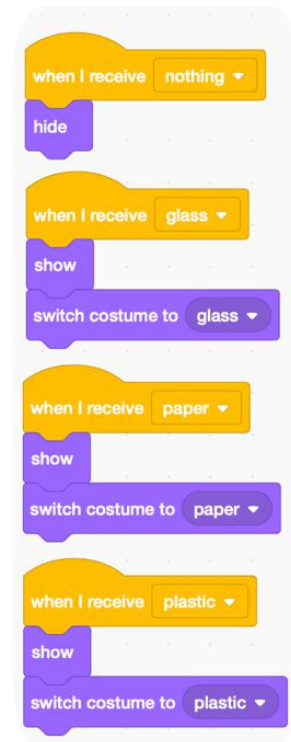 when I receive nothing
hide
when I receive glass
show
switch costume to glass
when I receive paper
show
switch costume to paper
when I receive plastic
show
switch costume to plastic